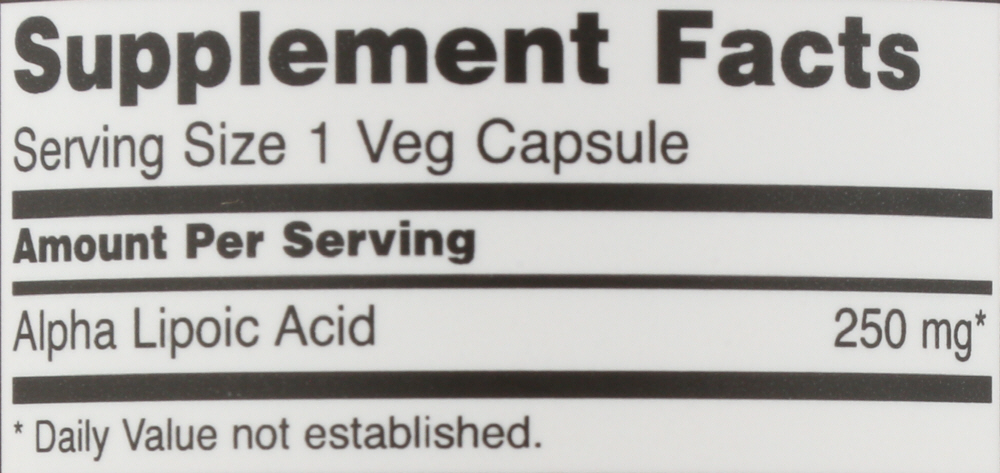 Supplement Facts
Serving Size 1 Veg Capsule
Amount Per Serving
Alpha Lipoic Acid 250 mg*
* Daily Value not established.